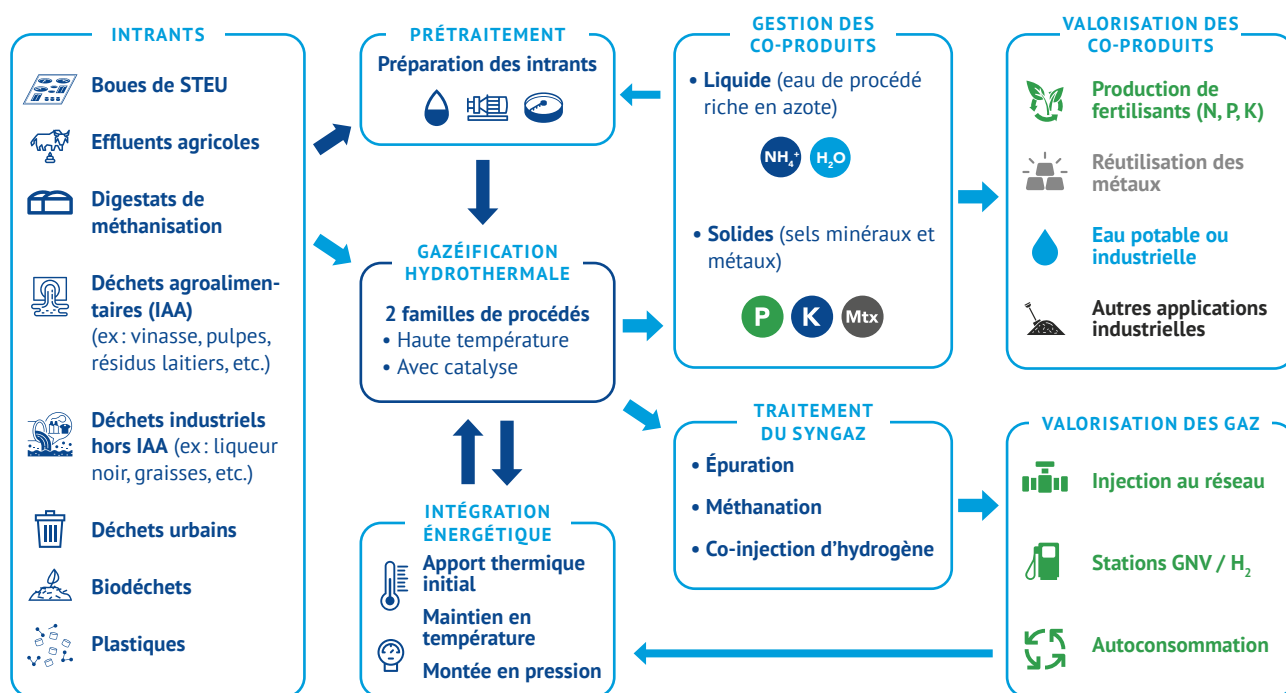 INTRANTS
Boues de STEU
Effluents agricoles
Digestats de
méthanisation
Déchets agroalimen-
taires (IAA)
(ex : vinasse, pulpes,
résidus laitiers, etc.)
Déchets industriels
hors IAA (ex : liqueur
noir, graisses, etc.)
Déchets urbains
Biodéchets
Plastiques
PRÉTRAITEMENT
Préparation des intrants
GAZÉIFICATION
HYDROTHERMALE
2 familles de procédés
• Haute température
• Avec catalyse
INTÉGRATION
ÉNERGÉTIQUE
Apport thermique
initial
Maintien en
température
Montée en pression
GESTION DES
CO-PRODUITS
• Liquide (eau de procédé
riche en azote)
NH₄⁺ H₂O
• Solides (sels minéraux et
métaux)
P K Mtx
TRAITEMENT
DU SYNGAZ
• Épuration
• Méthanation
• Co-injection d’hydrogène
VALORISATION DES
CO-PRODUITS
Production de
fertilisants (N, P, K)
Réutilisation des
métaux
Eau potable ou
industrielle
Autres applications
industrielles
VALORISATION DES GAZ
Injection au réseau
Stations GNV / H₂
Autoconsommation